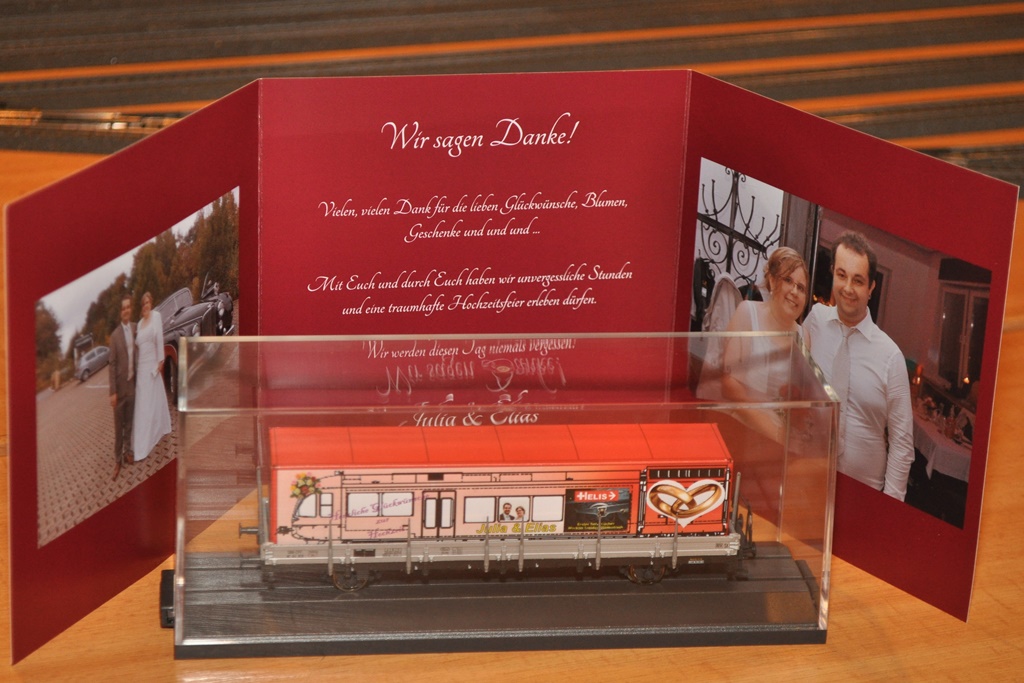 Wir sagen Danke!
Vielen, vielen Dank für die lieben Glückwünsche, Blumen,
Geschenke und und und ...
Mit Euch und durch Euch haben wir unvergessliche Stunden
und eine traumhafte Hochzeitsfeier erleben dürfen.
Wir werden diesen Tag niemals vergessen!
Julia & Elias
HELIS
Julia & Elias